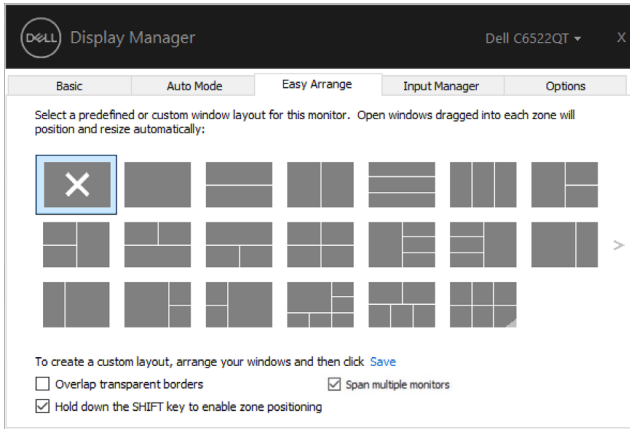 DELL Display Manager Dell C6522QT X
Basic Auto Mode Easy Arrange Input Manager Options
Select a predefined or custom window layout for this monitor. Open windows dragged into each zone will
position and resize automatically:
To create a custom layout, arrange your windows and then click Save
Overlap transparent borders Span multiple monitors
Hold down the SHIFT key to enable zone positioning